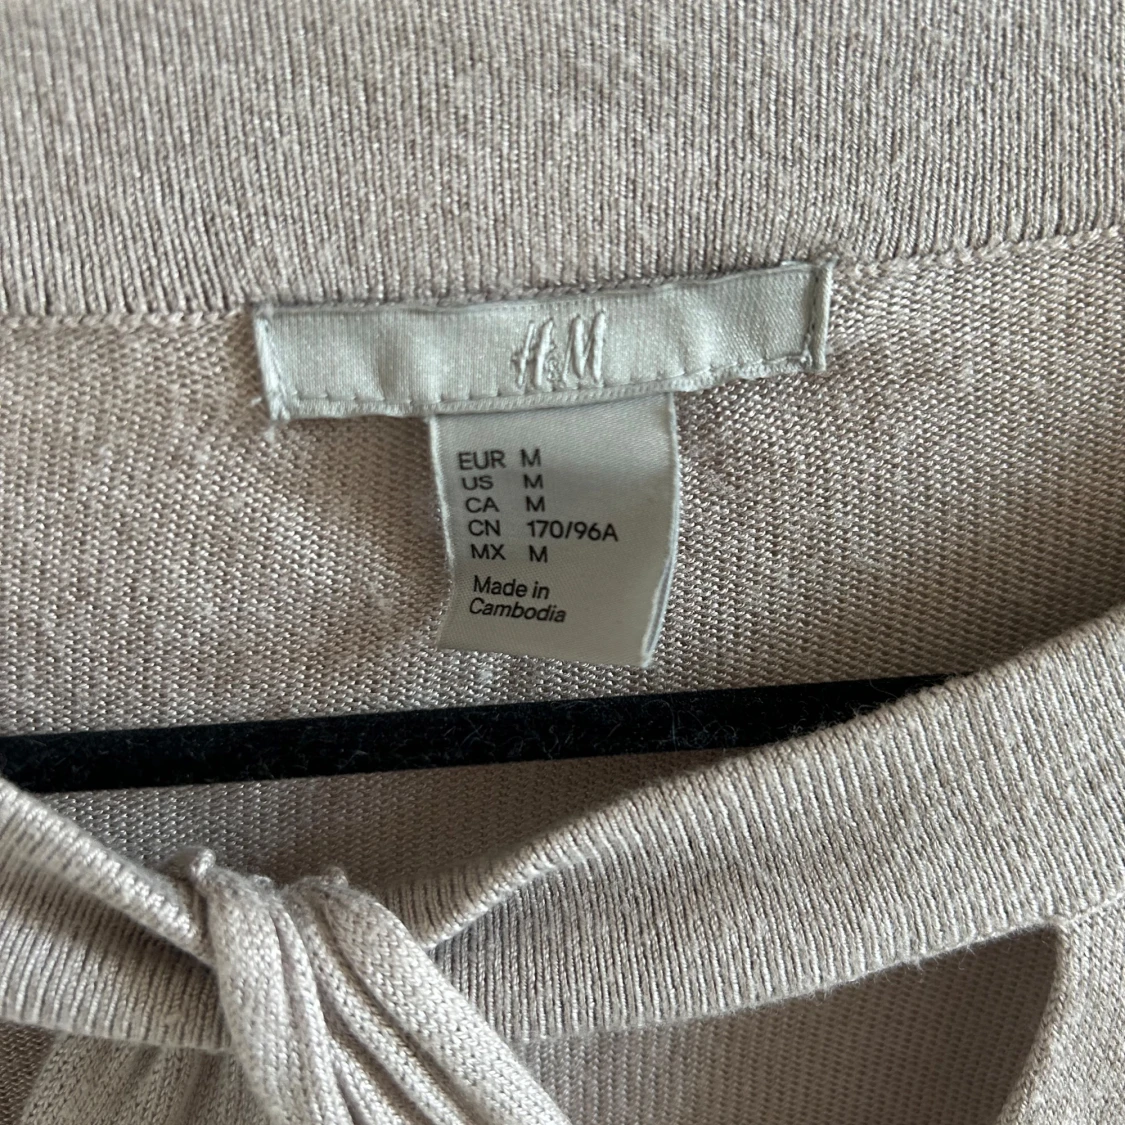 H&M
EUR M
US M
CA M
CN 170/96A
MX M
Made in
Cambodia